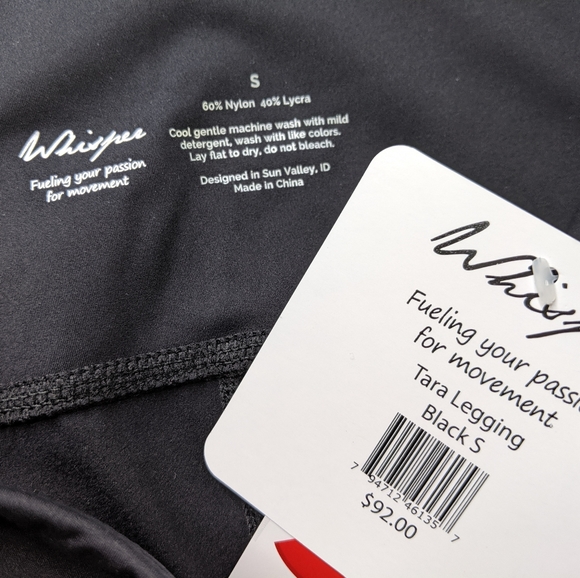 S
60% Nylon 40% Lycra
Cool gentle machine wash with mild
detergent, wash with like colors.
Lay flat to dry, do not bleach.
Designed in Sun Valley, ID
Made in China
Whisper
Fueling your passion
for movement
Whisp
Fueling your passi
for movement
Tara Legging
Black S
7 94712 46135 7
$92.00